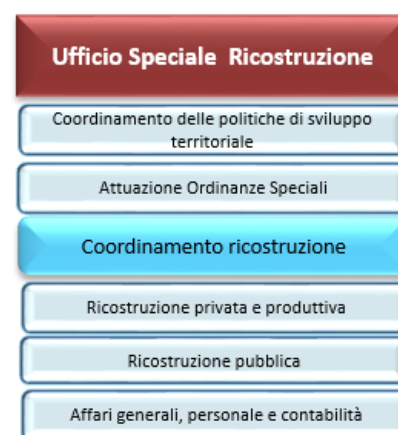 Ufficio Speciale Ricostruzione
Coordinamento delle politiche di sviluppo
territoriale
Attuazione Ordinanze Speciali
Coordinamento ricostruzione
Ricostruzione privata e produttiva
Ricostruzione pubblica
Affari generali, personale e contabilità